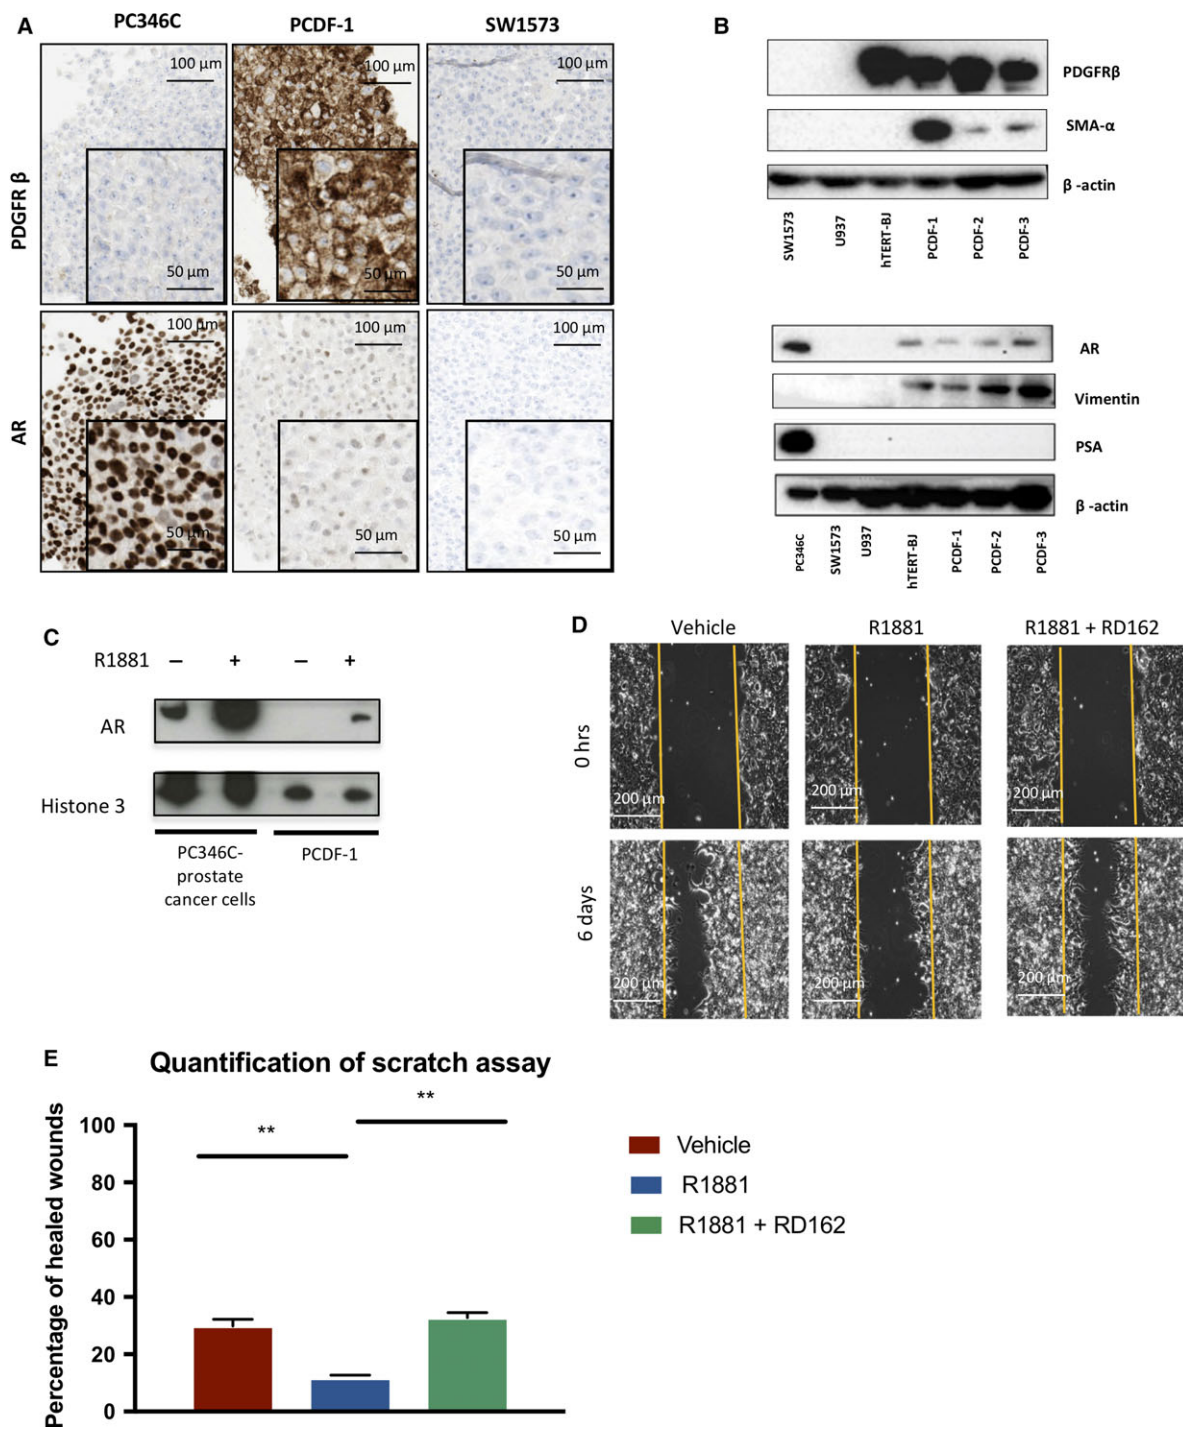 A
PC346C
PCDF-1
SW1573
PDGFR β
100 μm
100 μm
100 μm
50 μm
50 μm
50 μm
AR
100 μm
100 μm
100 μm
50 μm
50 μm
50 μm
B
PDGFRβ
SMA-α
β -actin
SW1573
U937
hTERT-BJ
PCDF-1
PCDF-2
PCDF-3
AR
Vimentin
PSA
β -actin
PC346C
SW1573
U937
hTERT-BJ
PCDF-1
PCDF-2
PCDF-3
C
R1881 – + – +
AR
Histone 3
PC346C-
prostate
cancer cells
PCDF-1
D
Vehicle
R1881
R1881 + RD162
0 hrs
200 μm
200 μm
200 μm
6 days
200 μm
200 μm
200 μm
E
Quantification of scratch assay
Percentage of healed wounds
100
80
60
40
20
0
**
**
Vehicle
R1881
R1881 + RD162